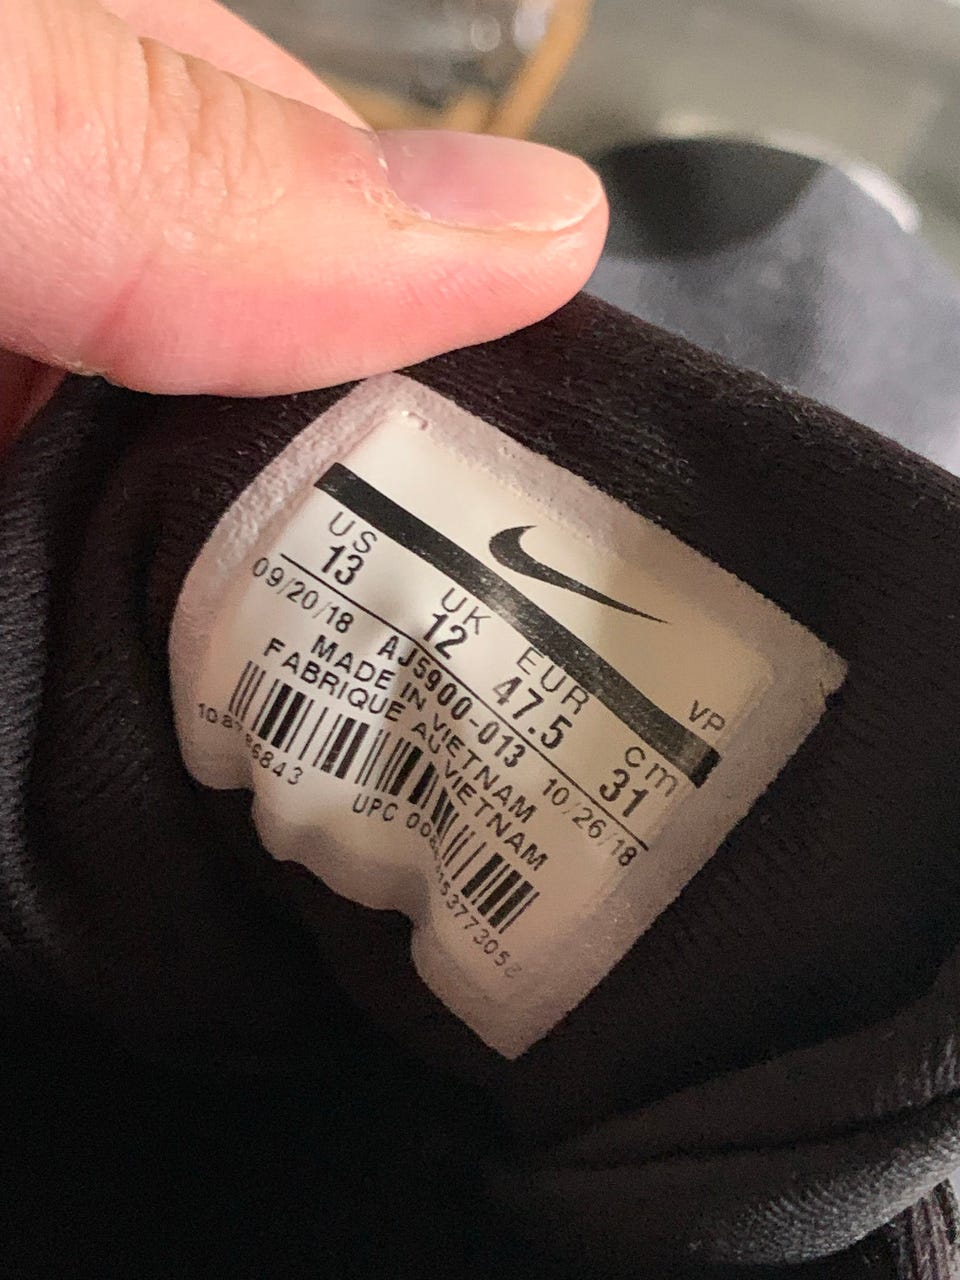 VP
US UK EUR cm
13 12 47.5 31
09/20/18 AJ5900-013 10/26/18
MADE IN VIETNAM
FABRIQUE AU VIETNAM
UPC